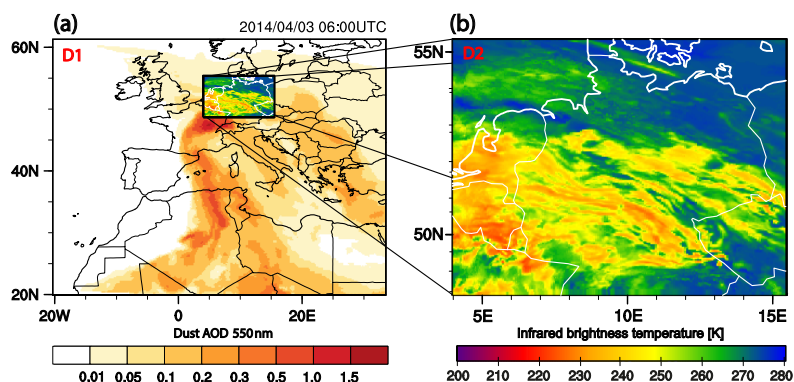 (a)
2014/04/03 06:00UTC
(b)
60N
D1
40N
20N
20W
0
20E
Dust AOD 550nm
0.01 0.05 0.1 0.2 0.3 0.5 1.0 1.5
55N
D2
50N
5E
10E
15E
Infrared brightness temperature [K]
200 210 220 230 240 250 260 270 280